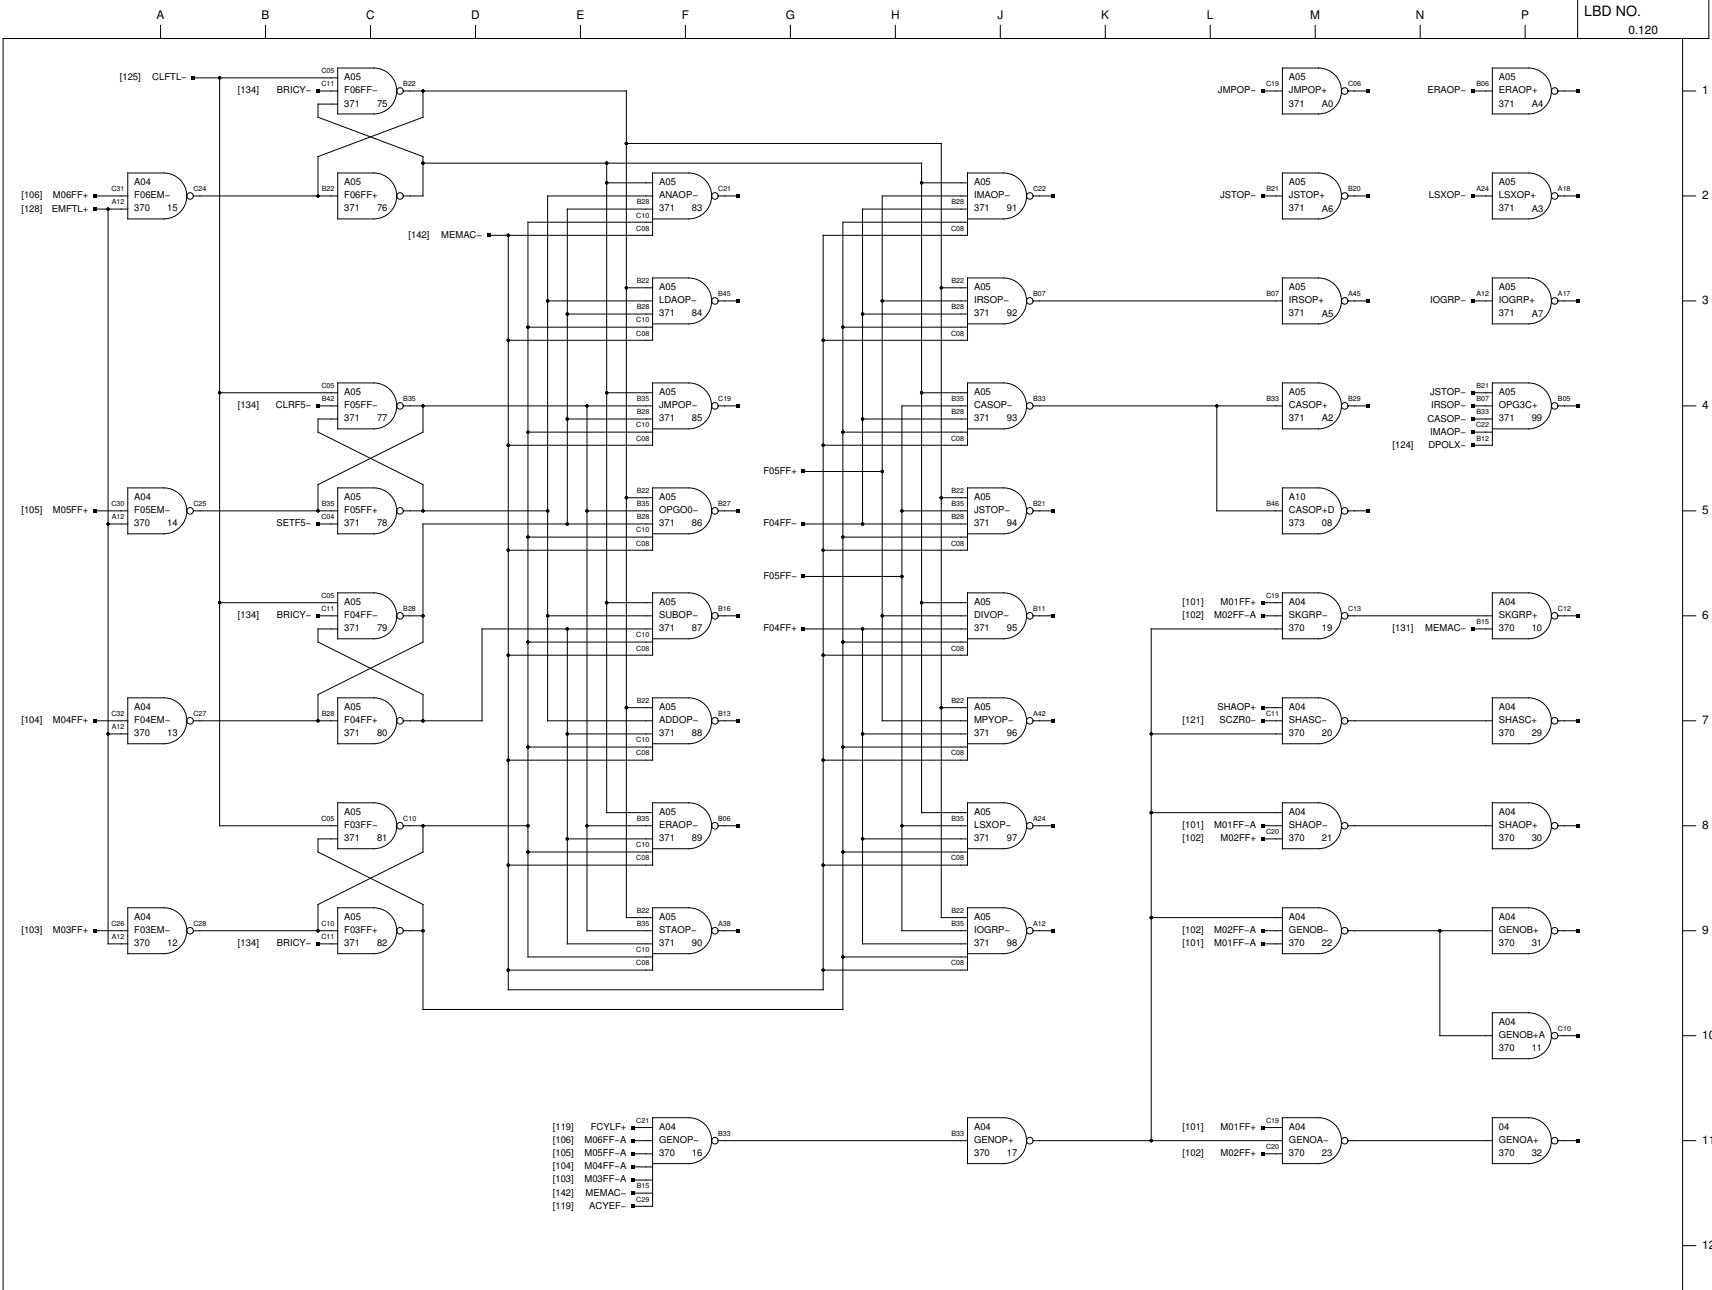 A B C D E F G H J K L M N P
LBD NO.
0.120
[125] CLFTL–
[134] BRICY–
C05
C11
A05
F06FF–
371 75
B22
JMPOP–
C19
A05
JMPOP+
371 A0
C06
ERAOP–
B06
A05
ERAOP+
371 A4
1
[106] M06FF+
[128] EMFTL+
C31
A12
A04
F06EM–
370 15
C24
B22
A05
F06FF+
371 76
[142] MEMAC–
B28
C10
C08
A05
ANAOP–
371 83
C21
B28
C08
A05
IMAOP–
371 91
C22
JSTOP–
B21
A05
JSTOP+
371 A6
B20
LSXOP–
A24
A05
LSXOP+
371 A3
A18
2
B22
B28
C10
C08
A05
LDAOP–
371 84
B45
B22
B28
C08
A05
IRSOP–
371 92
B07
B07
A05
IRSOP+
371 A5
A45
IOGRP–
A12
A05
IOGRP+
371 A7
A17
3
[134] CLRF5–
C05
B42
A05
F05FF–
371 77
B35
B35
B28
C10
C08
A05
JMPOP–
371 85
C19
B35
B28
C08
A05
CASOP–
371 93
B33
B33
A05
CASOP+
371 A2
B29
JSTOP–
IRSOP–
CASOP–
IMAOP–
[124] DPOLX–
B21
B07
B33
C22
B12
A05
OPG3C+
371 99
B05
4
F05FF+
[105] M05FF+
C30
A12
A04
F05EM–
370 14
C25
SETF5–
B35
C04
A05
F05FF+
371 78
B22
B35
B28
C10
C08
A05
OPGO0–
371 86
B27
F04FF–
B22
B35
B28
C08
A05
JSTOP–
371 94
B21
B46
A10
CASOP+D
373 08
5
F05FF–
[134] BRICY–
C05
C11
A05
F04FF–
371 79
B28
C10
C08
A05
SUBOP–
371 87
B16
F04FF+
C08
A05
DIVOP–
371 95
B11
[101] M01FF+
[102] M02FF–A
C19
A04
SKGRP–
370 19
C13
[131] MEMAC–
B15
A04
SKGRP+
370 10
C12
6
[104] M04FF+
C32
A12
A04
F04EM–
370 13
C27
B28
A05
F04FF+
371 80
B22
C10
C08
A05
ADDOP–
371 88
B13
B22
C08
A05
MPYOP–
371 96
A42
SHAOP+
[121] SCZR0–
C11
A04
SHASC–
370 20
A04
SHASC+
370 29
7
C05
A05
F03FF–
371 81
C10
B35
C10
C08
A05
ERAOP–
371 89
B06
B35
C08
A05
LSXOP–
371 97
A24
[101] M01FF–A
[102] M02FF+
C20
A04
SHAOP–
370 21
A04
SHAOP+
370 30
8
[103] M03FF+
C26
A12
A04
F03EM–
370 12
C28
[134] BRICY–
C10
C11
A05
F03FF+
371 82
B22
B35
C10
C08
A05
STAOP–
371 90
A38
B22
B35
C08
A05
IOGRP–
371 98
A12
[102] M02FF–A
[101] M01FF–A
A04
GENOB–
370 22
A04
GENOB+
370 31
9
A04
GENOB+A
370 11
C10
10
[119] FCYLF+
[106] M06FF–A
[105] M05FF–A
[104] M04FF–A
[103] M03FF–A
[142] MEMAC–
[119] ACYEF–
C21
B15
C29
A04
GENOP–
370 16
B33
B33
A04
GENOP+
370 17
[101] M01FF+
[102] M02FF+
C19
C20
A04
GENOA–
370 23
04
GENOA+
370 32
11
12